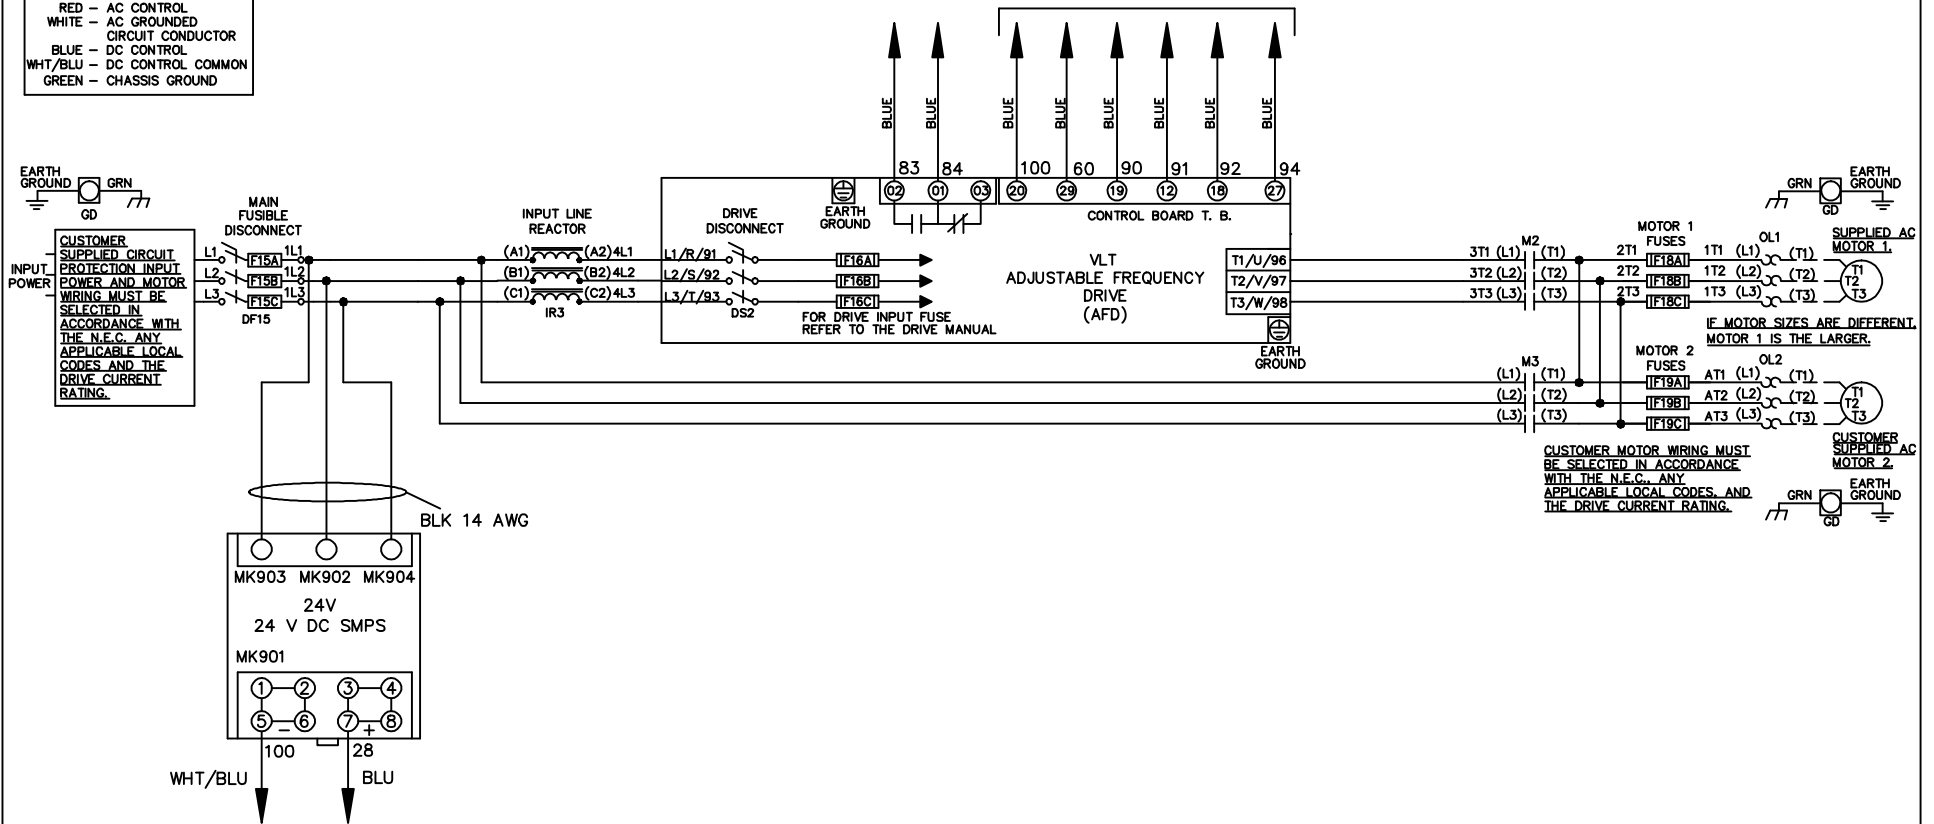 RED – AC CONTROL
WHITE – AC GROUNDED
CIRCUIT CONDUCTOR
BLUE – DC CONTROL
WHT/BLU – DC CONTROL COMMON
GREEN – CHASSIS GROUND
BLUE
BLUE
BLUE
BLUE
BLUE
BLUE
BLUE
BLUE
83
84
100
60
90
91
92
94
02
01
03
20
29
19
12
18
27
EARTH
GROUND
CONTROL BOARD T. B.
EARTH
GROUND
GRN
GD
INPUT
POWER
CUSTOMER
SUPPLIED CIRCUIT
PROTECTION INPUT
POWER AND MOTOR
WIRING MUST BE
SELECTED IN
ACCORDANCE WITH
THE N.E.C. ANY
APPLICABLE LOCAL
CODES AND THE
DRIVE CURRENT
RATING.
MAIN
FUSIBLE
DISCONNECT
L1 F15A 1L1
L2 F15B 1L2
L3 F15C 1L3
DF15
INPUT LINE
REACTOR
(A1) (A2)4L1
(B1) (B2)4L2
(C1) (C2)4L3
IR3
DRIVE
DISCONNECT
L1/R/91
L2/S/92
L3/T/93
DS2
F16A
F16B
F16C
FOR DRIVE INPUT FUSE
REFER TO THE DRIVE MANUAL
VLT
ADJUSTABLE FREQUENCY
DRIVE
(AFD)
T1/U/96
T2/V/97
T3/W/98
EARTH
GROUND
M2
3T1 (L1) (T1)
3T2 (L2) (T2)
3T3 (L3) (T3)
MOTOR 1
FUSES
2T1 F18A 1T1 (L1) (T1)
2T2 F18B 1T2 (L2) (T2)
2T3 F18C 1T3 (L3) (T3)
OL1
GRN
GD
EARTH
GROUND
SUPPLIED AC
MOTOR 1.
T1
T2
T3
IF MOTOR SIZES ARE DIFFERENT,
MOTOR 1 IS THE LARGER.
M3
(L1) (T1)
(L2) (T2)
(L3) (T3)
MOTOR 2
FUSES
OL2
F19A AT1 (L1) (T1)
F19B AT2 (L2) (T2)
F19C AT3 (L3) (T3)
T1
T2
T3
CUSTOMER
SUPPLIED AC
MOTOR 2.
CUSTOMER MOTOR WIRING MUST
BE SELECTED IN ACCORDANCE
WITH THE N.E.C., ANY
APPLICABLE LOCAL CODES, AND
THE DRIVE CURRENT RATING.
GRN
GD
EARTH
GROUND
BLK 14 AWG
MK903 MK902 MK904
24V
24 V DC SMPS
MK901
1 2 3 4
5 6 7 8
– +
100 28
WHT/BLU BLU